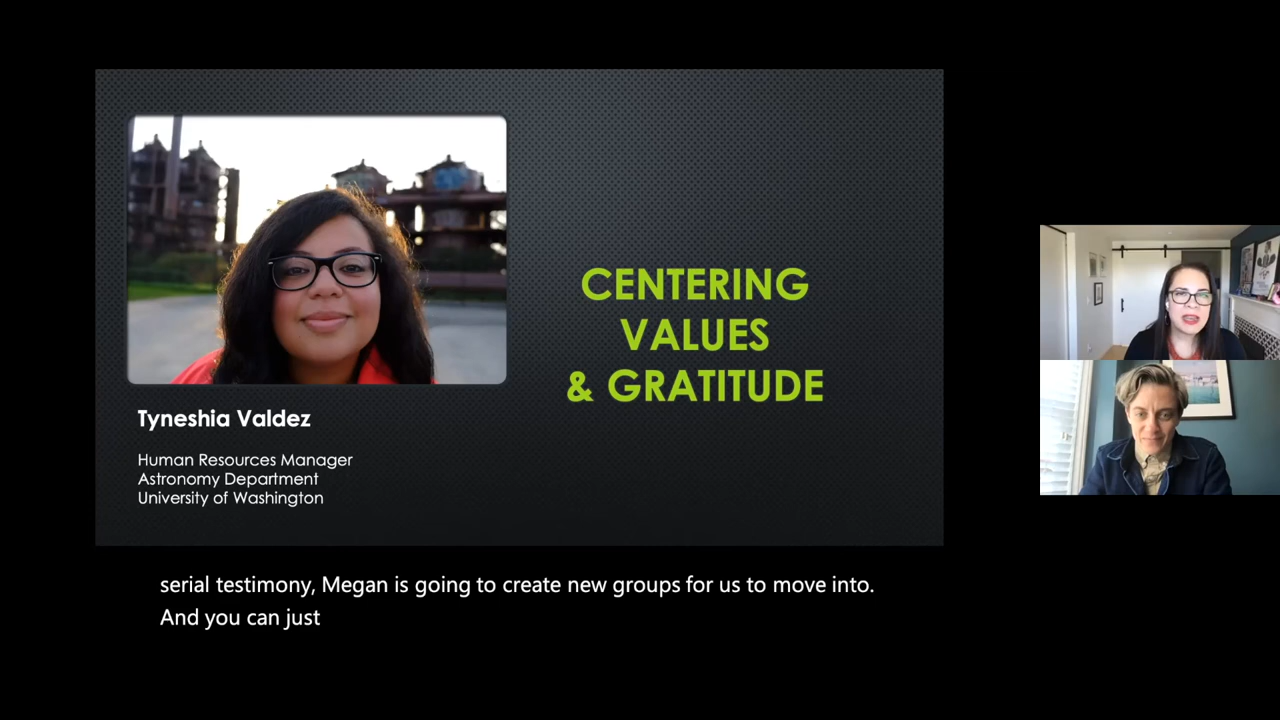 CENTERING
VALUES
& GRATITUDE
Tyneshia Valdez
Human Resources Manager
Astronomy Department
University of Washington
serial testimony, Megan is going to create new groups for us to move into.
And you can just